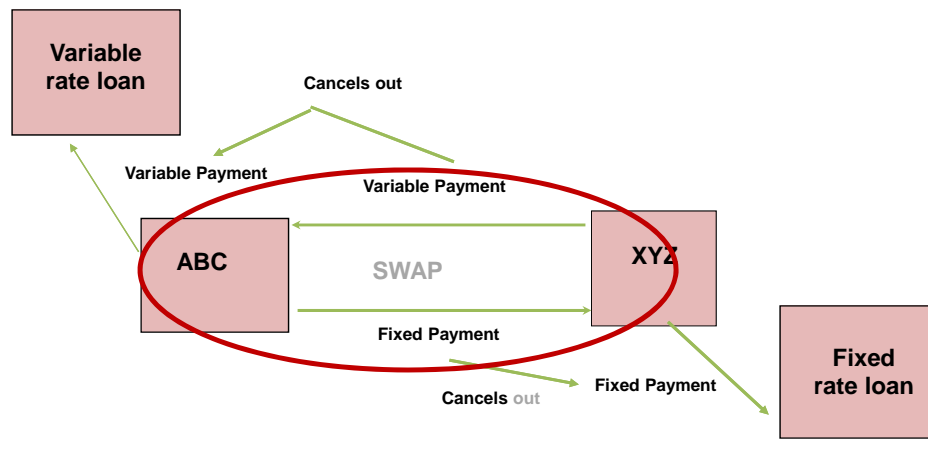 Variable
rate loan
Cancels out
Variable Payment
Variable Payment
ABC
XYZ
SWAP
Fixed Payment
Fixed Payment
Cancels out
Fixed
rate loan